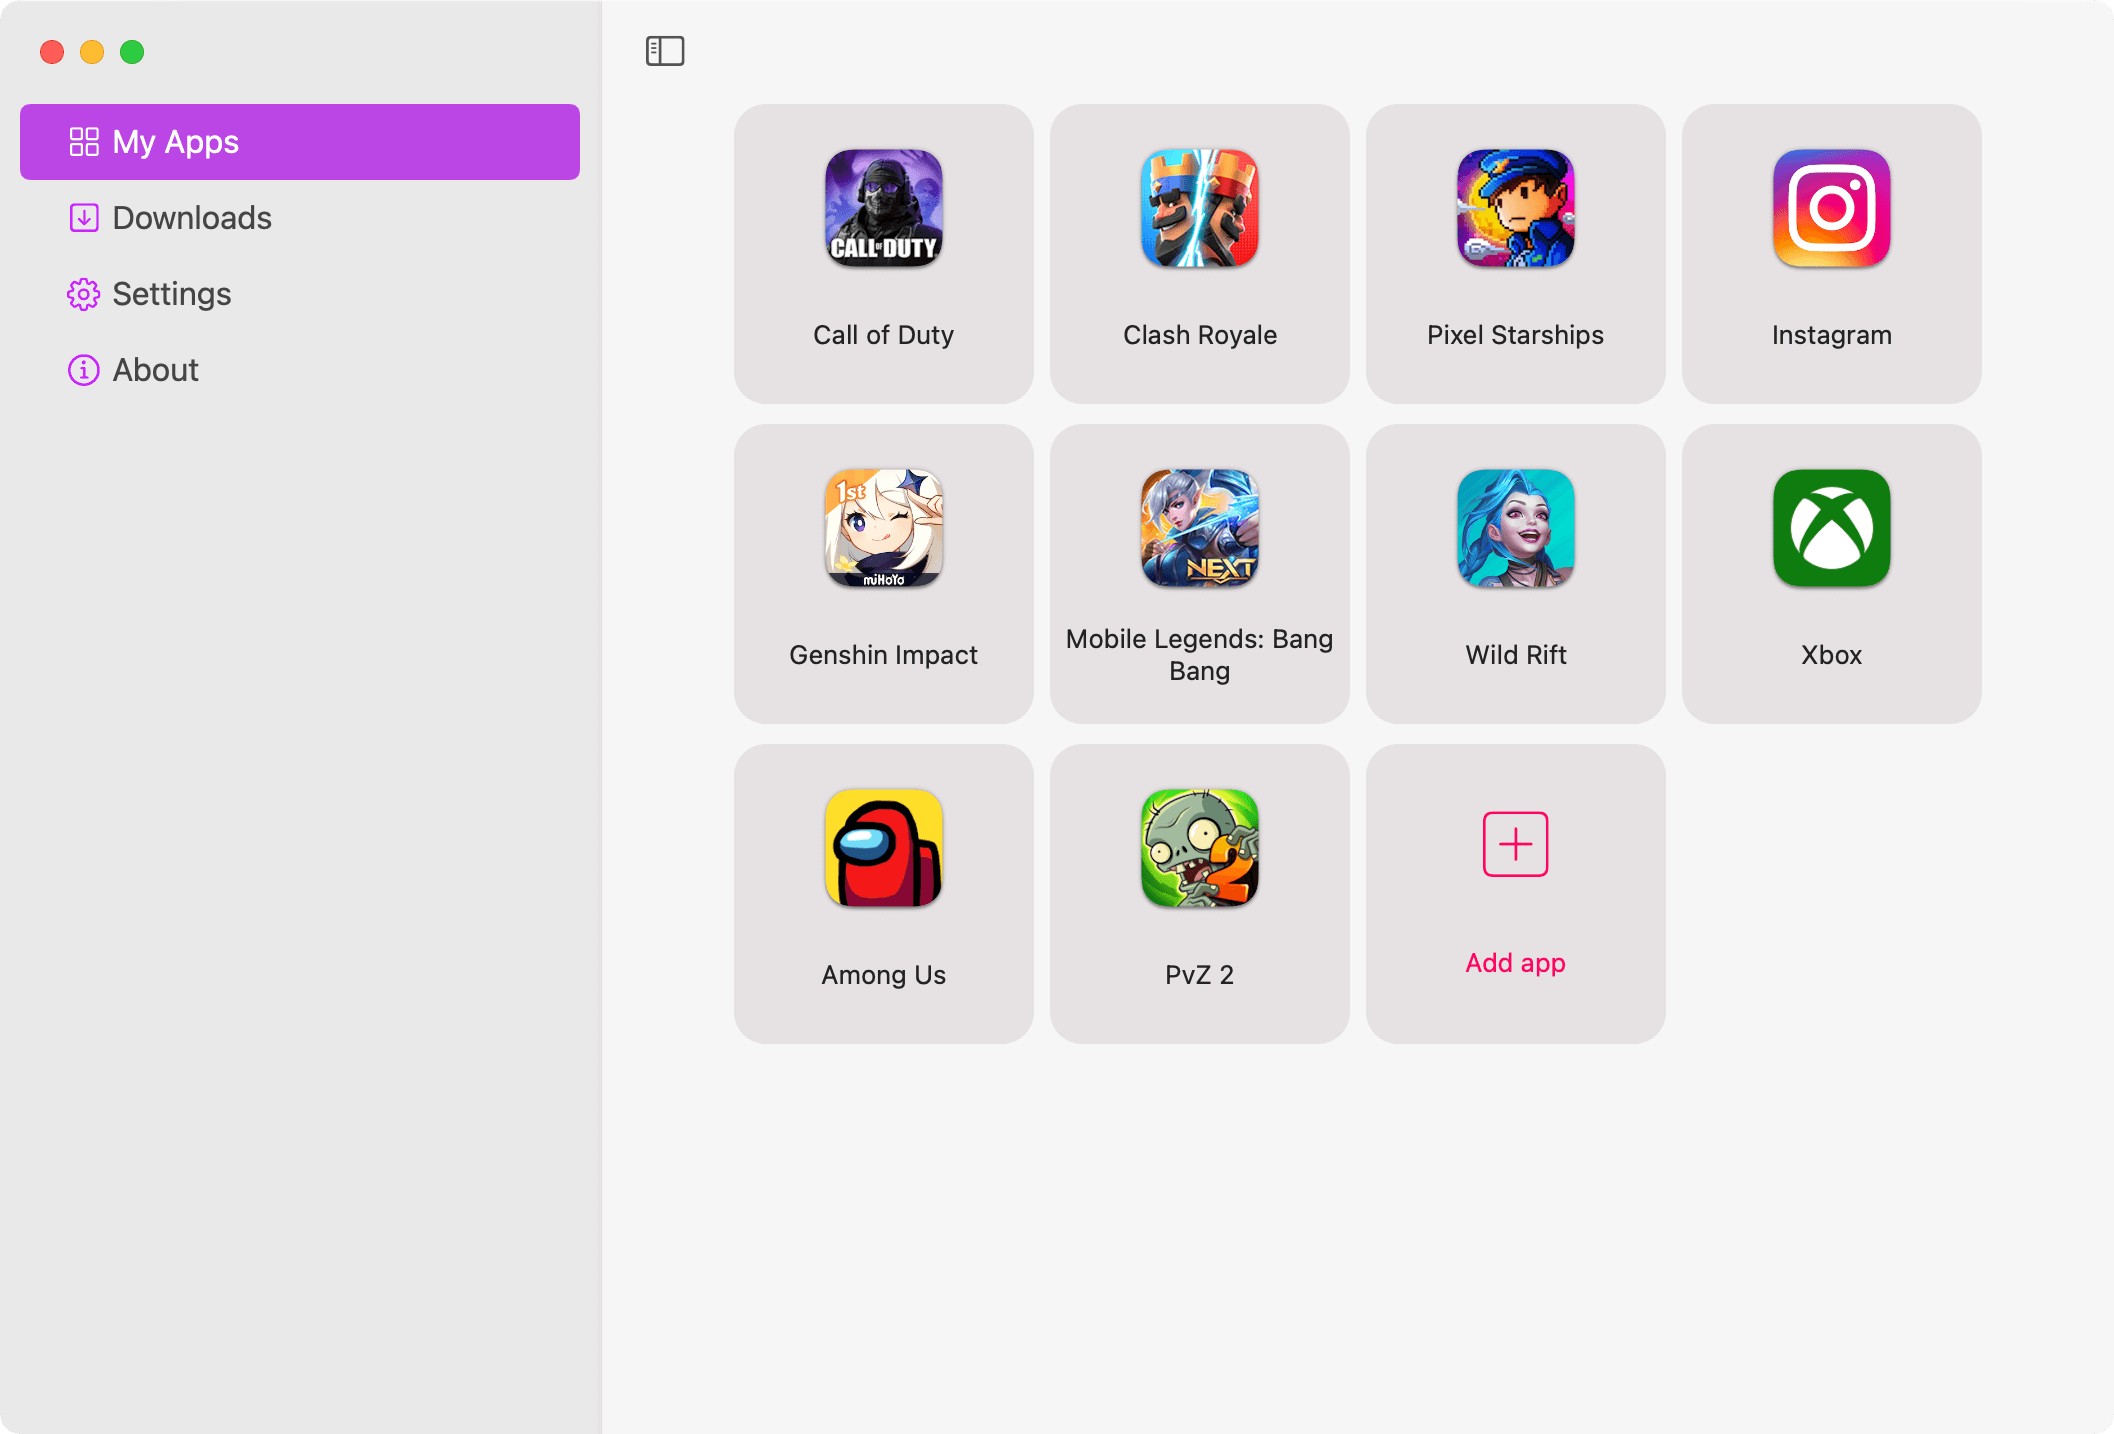 My Apps
Downloads
Settings
About
CALL OF DUTY
Call of Duty
Clash Royale
Pixel Starships
Instagram
1st
miHoYo
Genshin Impact
NEXT
Mobile Legends: Bang
Bang
Wild Rift
Xbox
Among Us
2
PvZ 2
Add app